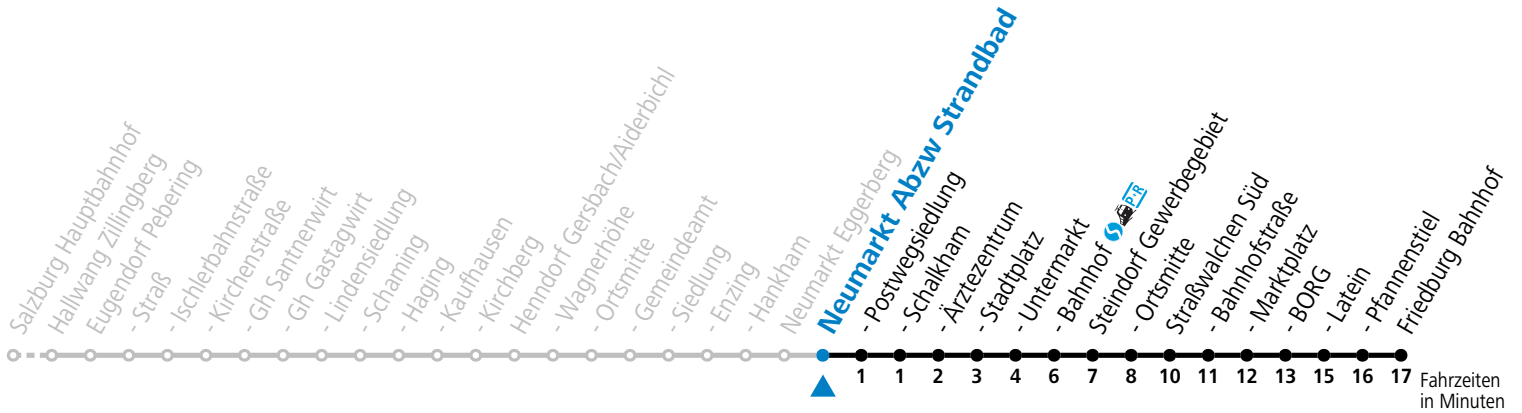 Salzburg Hauptbahnhof
Hallwang Zillingberg
Eugendorf Pebering
Straß
- Ischlerbahnstraße
- Kirchenstraße
- Gh Santnerwirt
- Gh Gastagwirt
- Lindensiedlung
- Schaming
- Haging
- Kaufhausen
- Kirchberg
Henndorf Gersbach/Aiderbichl
- Wagnerhöhe
- Ortsmitte
- Gemeindeamt
- Siedlung
- Enzing
- Hankham
Neumarkt Eggerberg
Neumarkt Abzw Strandbad
- Postwegsiedlung
- Schalkham
- Ärztezentrum
- Stadtplatz
- Untermarkt
- Bahnhof S P+R
Steindorf Gewerbegebiet
- Ortsmitte
Straßwalchen Süd
- Bahnhofstraße
- Marktplatz
- BORG
- Latein
- Pfannenstiel
Friedburg Bahnhof
1 1 2 3 4 6 7 8 10 11 12 13 15 16 17 Fahrzeiten
in Minuten